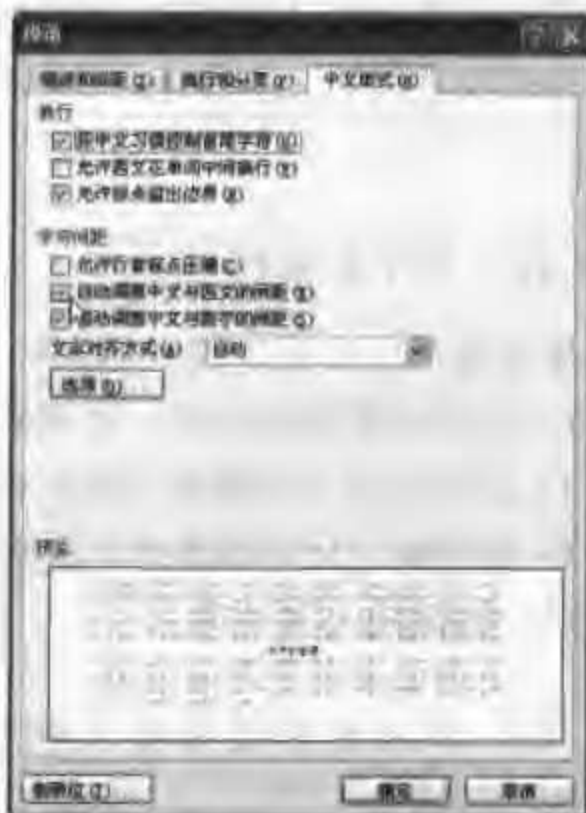 段落
缩进和间距(I) 换行和分页(P) 中文版式(H)
换行
按中文习惯控制首尾字符(U)
允许西文在单词中间换行(W)
允许标点溢出边界(N)
字符间距
允许行首标点压缩(L)
自动调整中文与西文的间距(S)
自动调整中文与数字的间距(G)
文本对齐方式(A) 自动
选项(O)...
预览
制表位(T)... 确定 取消